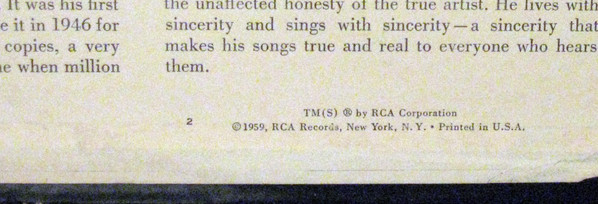 It was his first
e it in 1946 for
copies, a very
e when million
the unaffected honesty of the true artist. He lives with
sincerity and sings with sincerity—a sincerity that
makes his songs true and real to everyone who hears
them.
TM(S) ® by RCA Corporation
2
©1959, RCA Records, New York, N. Y. • Printed in U.S.A.